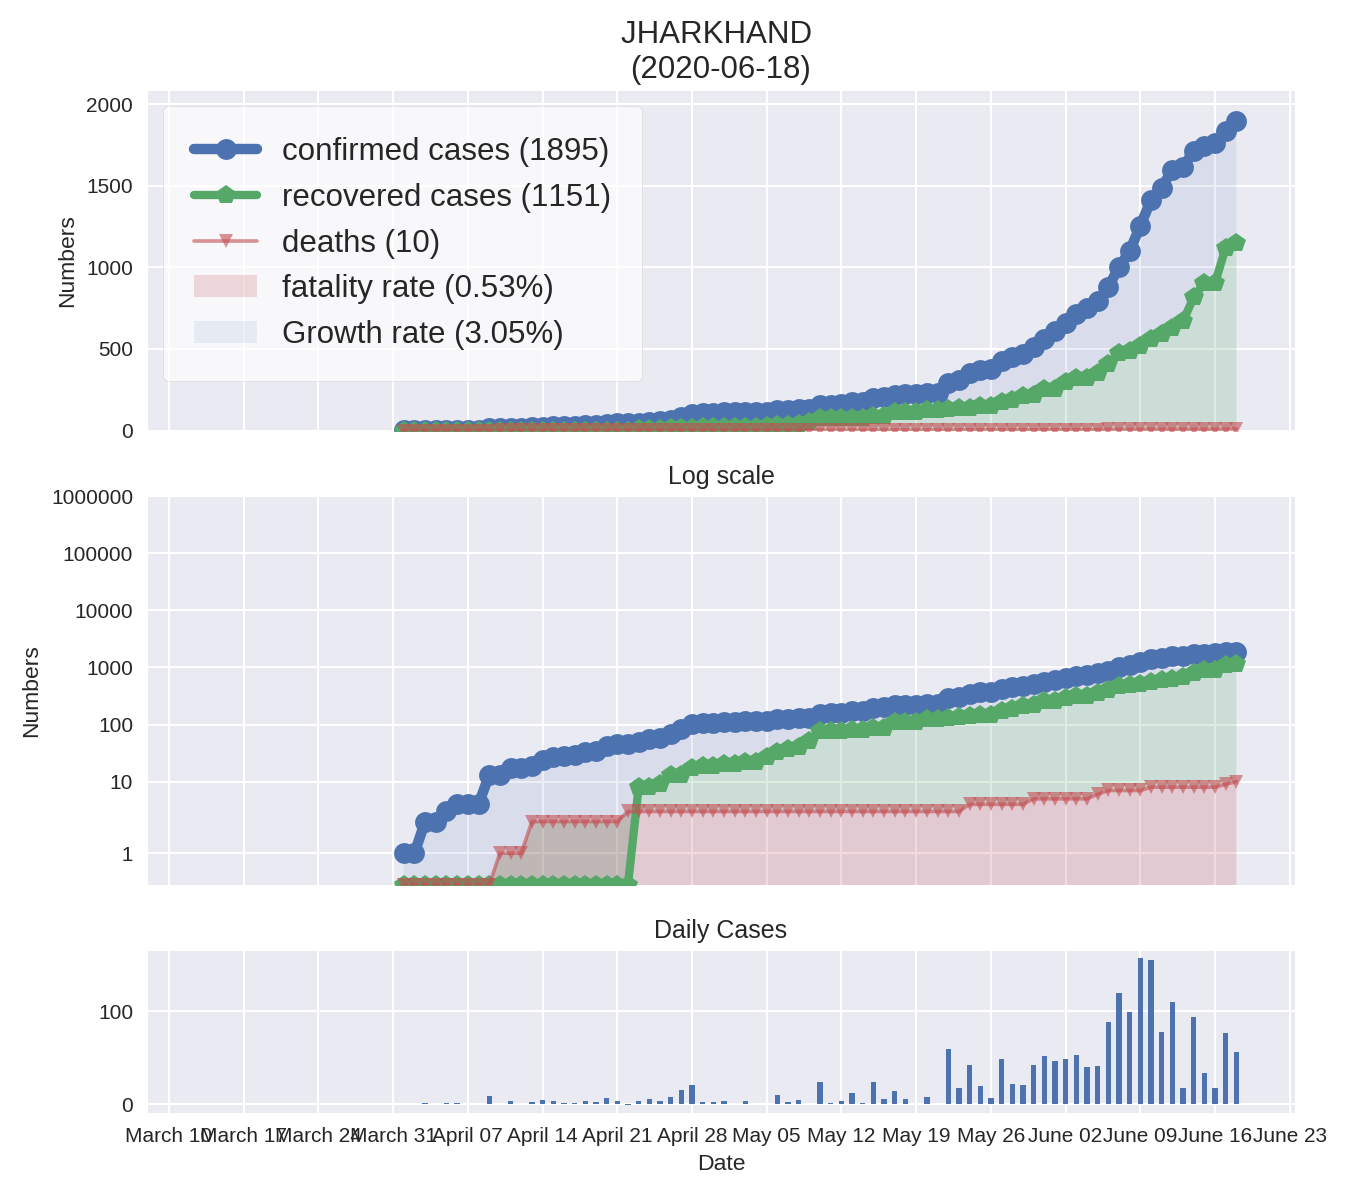 JHARKHAND
(2020-06-18)
2000
1500
1000
500
0
Numbers
confirmed cases (1895)
recovered cases (1151)
deaths (10)
fatality rate (0.53%)
Growth rate (3.05%)
Log scale
1000000
100000
10000
1000
100
10
1
Numbers
Daily Cases
100
0
March 10 March 17 March 24 March 31 April 07 April 14 April 21 April 28 May 05 May 12 May 19 May 26 June 02 June 09 June 16 June 23
Date